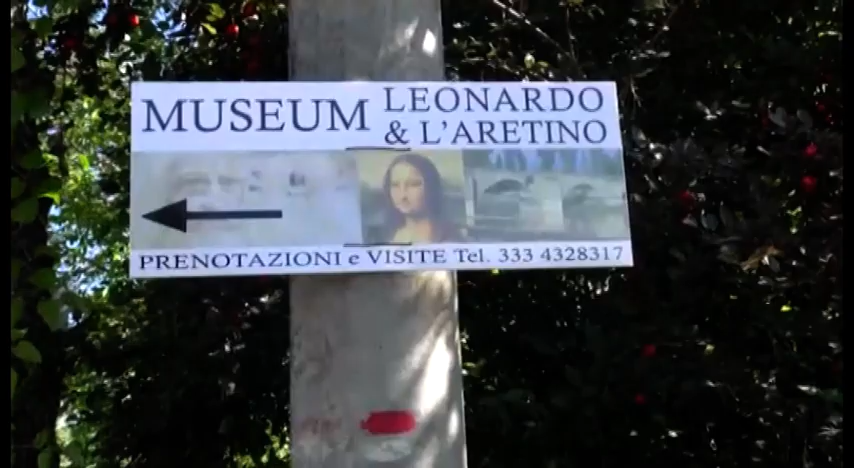 MUSEUM LEONARDO
& L'ARETINO
PRENOTAZIONI e VISITE Tel. 333 4328317